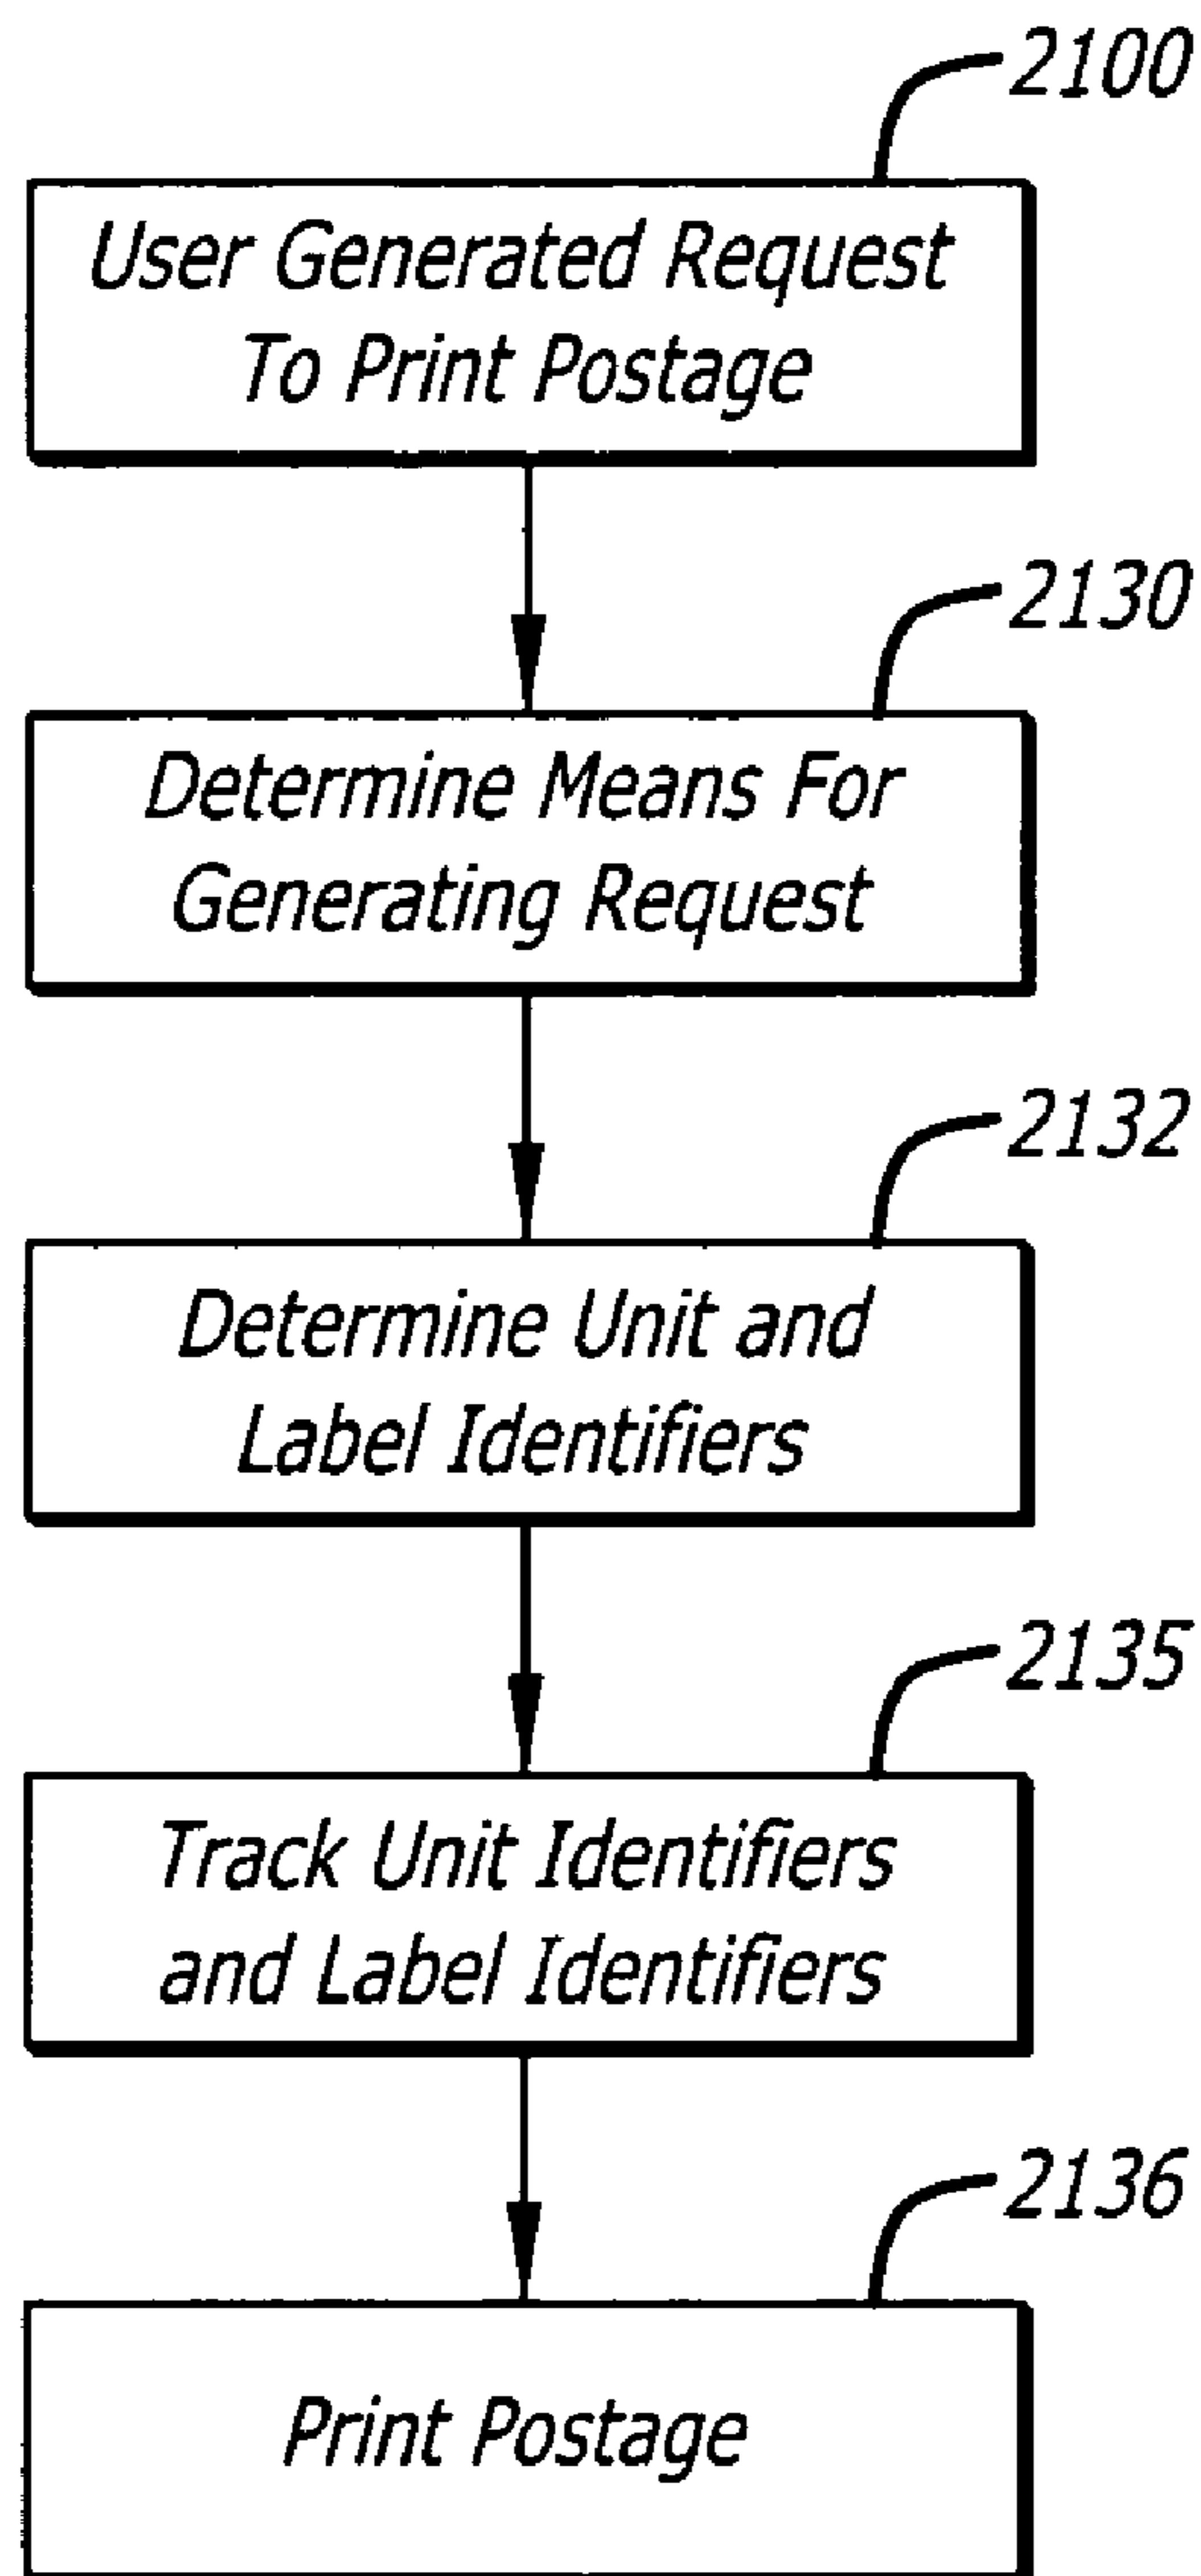 2100
User Generated Request
To Print Postage
2130
Determine Means For
Generating Request
2132
Determine Unit and
Label Identifiers
2135
Track Unit Identifiers
and Label Identifiers
2136
Print Postage